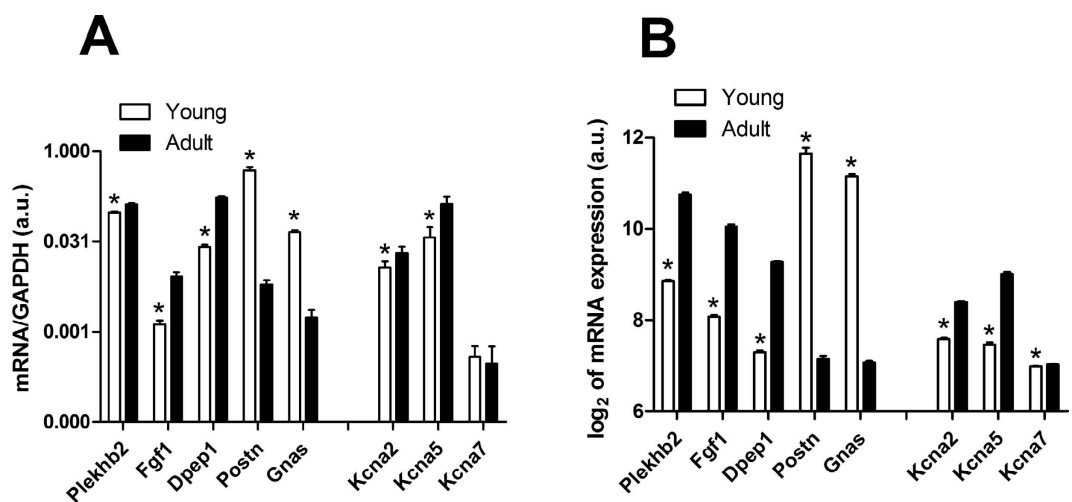 A
Young
Adult
mRNA/GAPDH (a.u.)
1.000
0.031
0.001
0.000
* * * * * * *
Plekhb2
Fgf1
Dpep1
Postn
Gnas
Kcna2
Kcna5
Kcna7
B
Young
Adult
log₂ of mRNA expression (a.u.)
12
10
8
6
* * * * * * * *
Plekhb2
Fgf1
Dpep1
Postn
Gnas
Kcna2
Kcna5
Kcna7